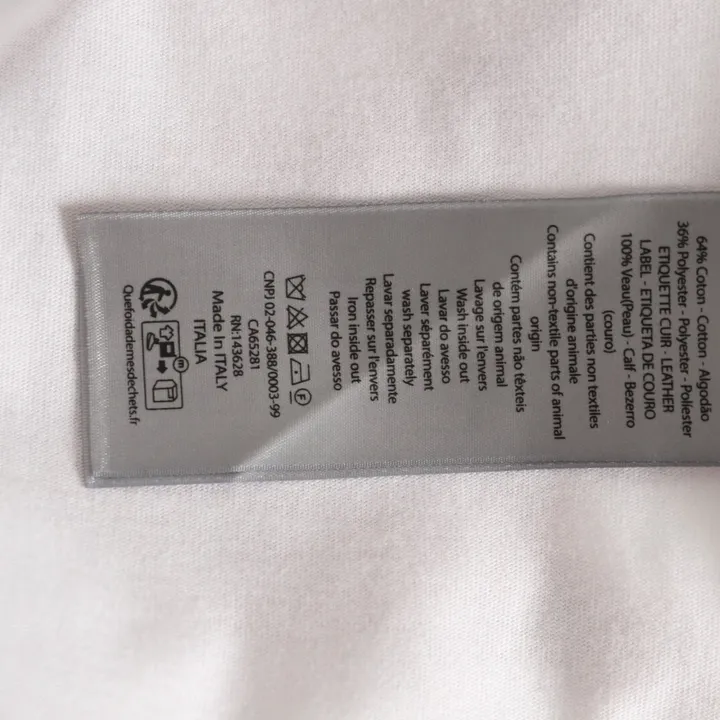 64% Coton - Cotton - Algodão
36% Polyester - Polyester - Poliéster
ETIQUETTE CUIR - LEATHER
LABEL - ETIQUETA DE COURO
100% Veau(Peau) - Calf - Bezerro
(couro)
Contient des parties non textiles
d'origine animale
Contains non-textile parts of animal
origin
Contém partes não têxteis
de origem animal
Lavage sur l'envers
Wash inside out
Lavar do avesso
Laver séparément
wash separately
Lavar separadamente
Repasser sur l'envers
Iron inside out
Passar do avesso
F
CNPJ 02-046-388/0003-99
CA65281
RN:143628
Made In ITALY
ITALIA
Quefoidademesdechets.fr